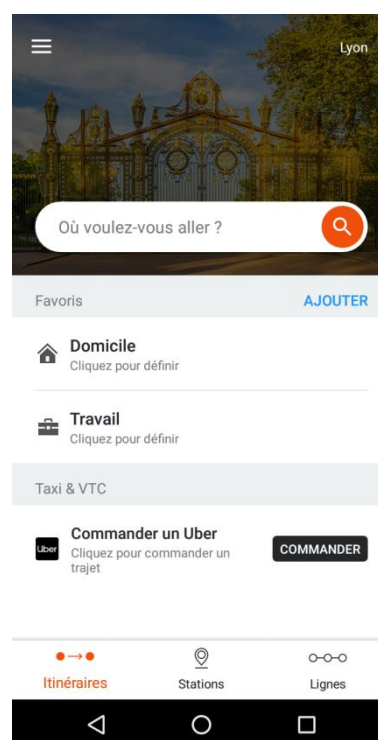 Lyon
Où voulez-vous aller ?
Favoris
AJOUTER
Domicile
Cliquez pour définir
Travail
Cliquez pour définir
Taxi & VTC
Uber
Commander un Uber
Cliquez pour commander un
trajet
COMMANDER
Itinéraires
Stations
Lignes